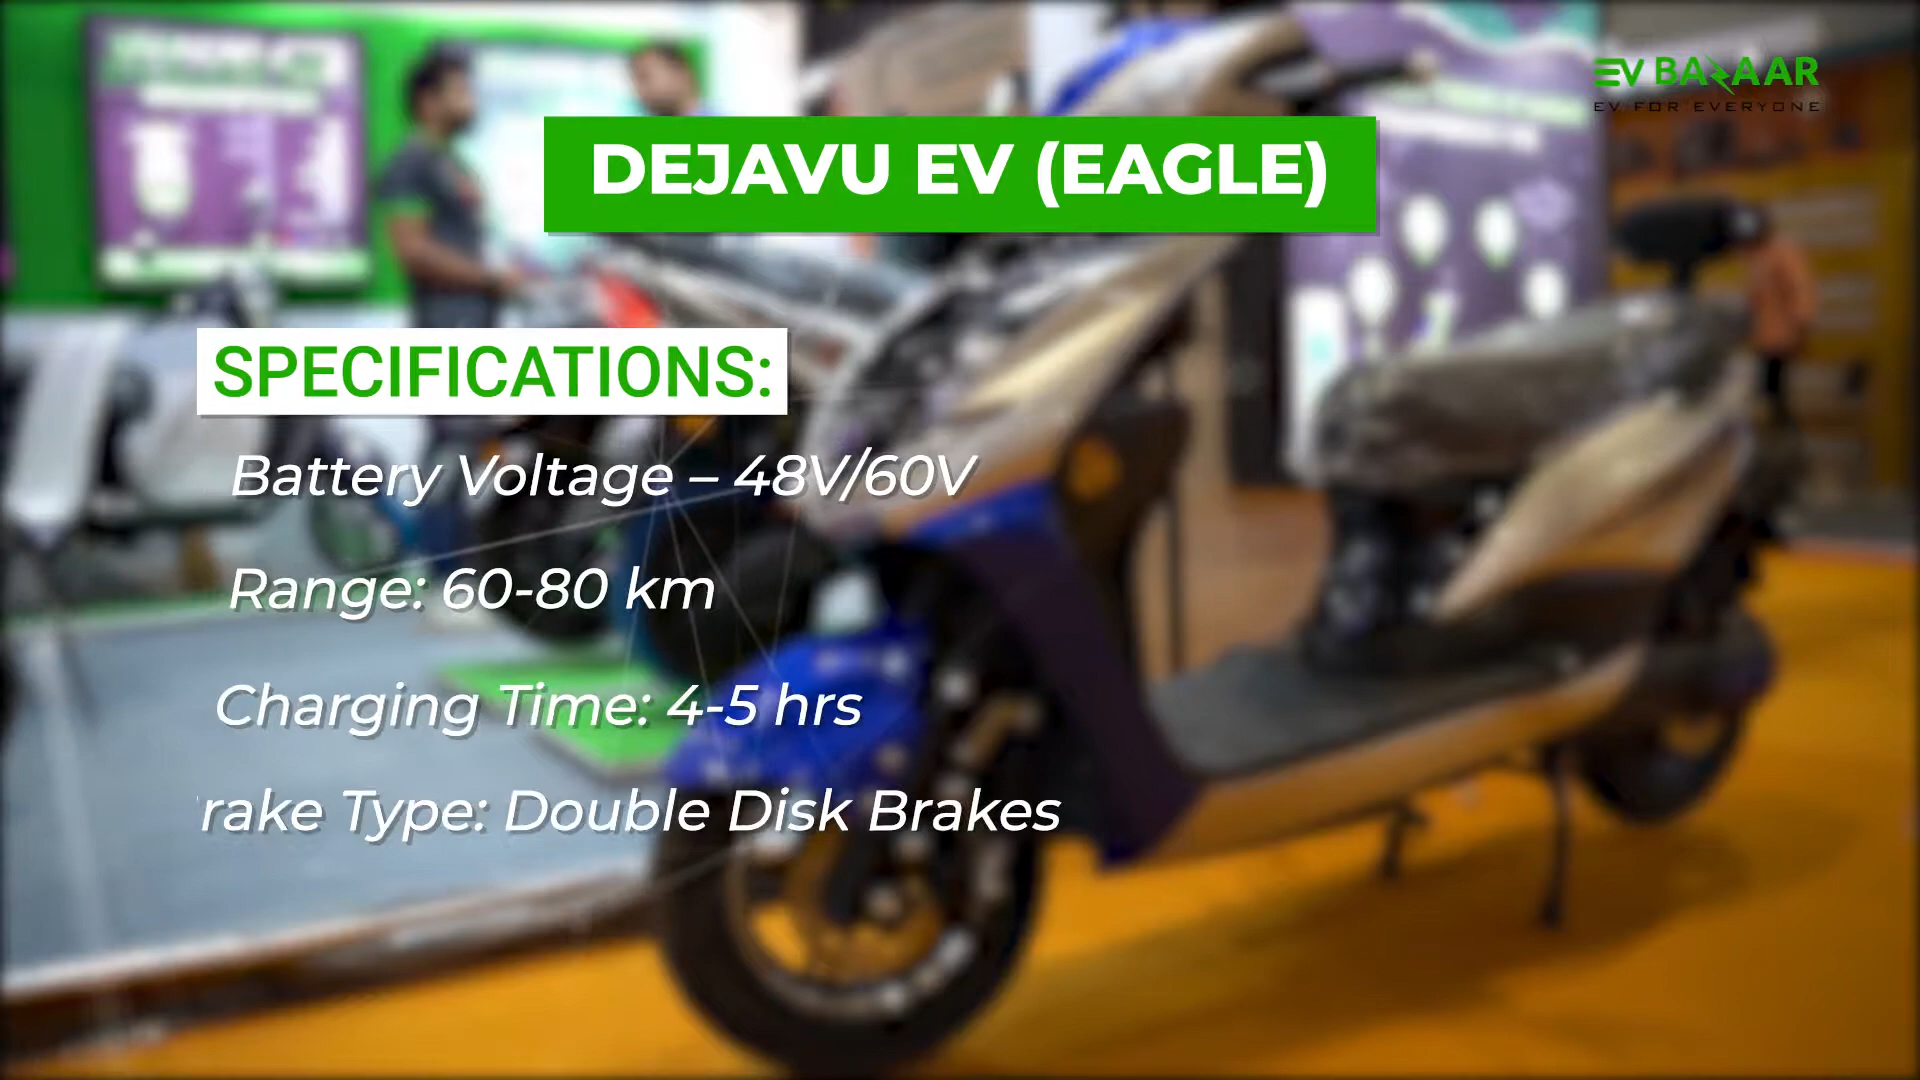 EV BAZAAR
EV FOR EVERYONE
DEJAVU EV (EAGLE)
SPECIFICATIONS:
Battery Voltage – 48V/60V
Range: 60-80 km
Charging Time: 4-5 hrs
rake Type: Double Disk Brakes